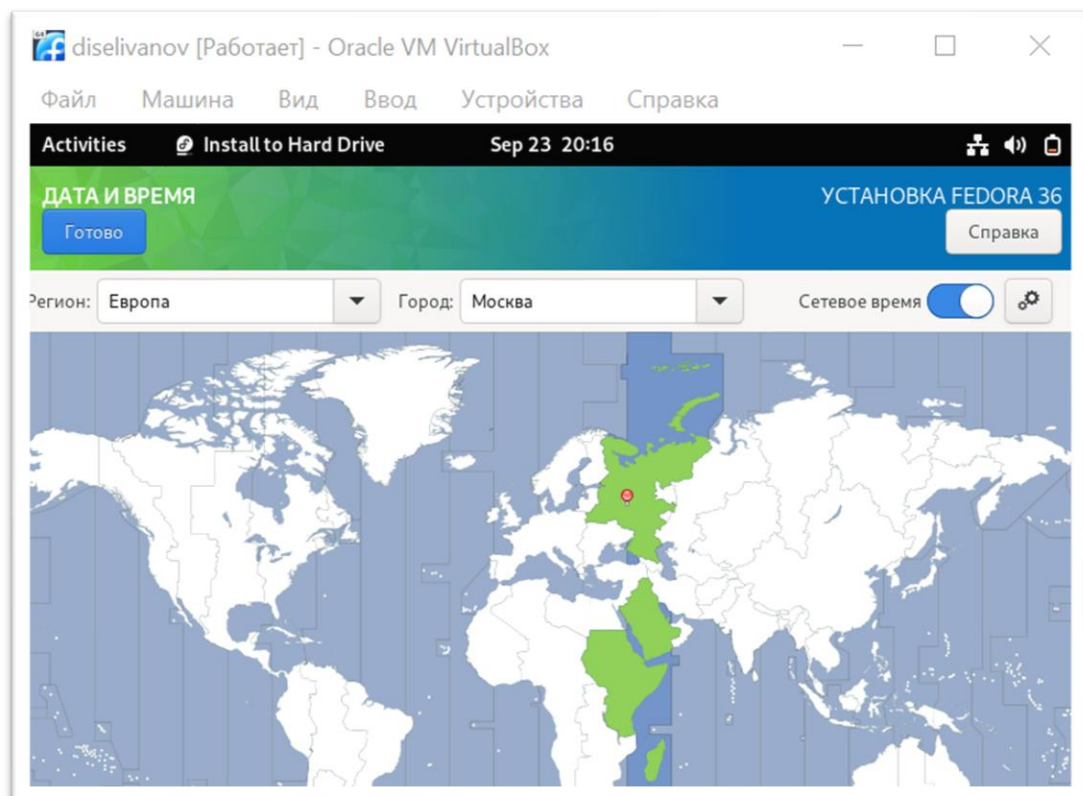 diselivanov [Работает] - Oracle VM VirtualBox
Файл Машина Вид Ввод Устройства Справка
Activities Install to Hard Drive Sep 23 20:16
ДАТА И ВРЕМЯ УСТАНОВКА FEDORA 36
Готово Справка
Регион: Европа Город: Москва Сетевое время